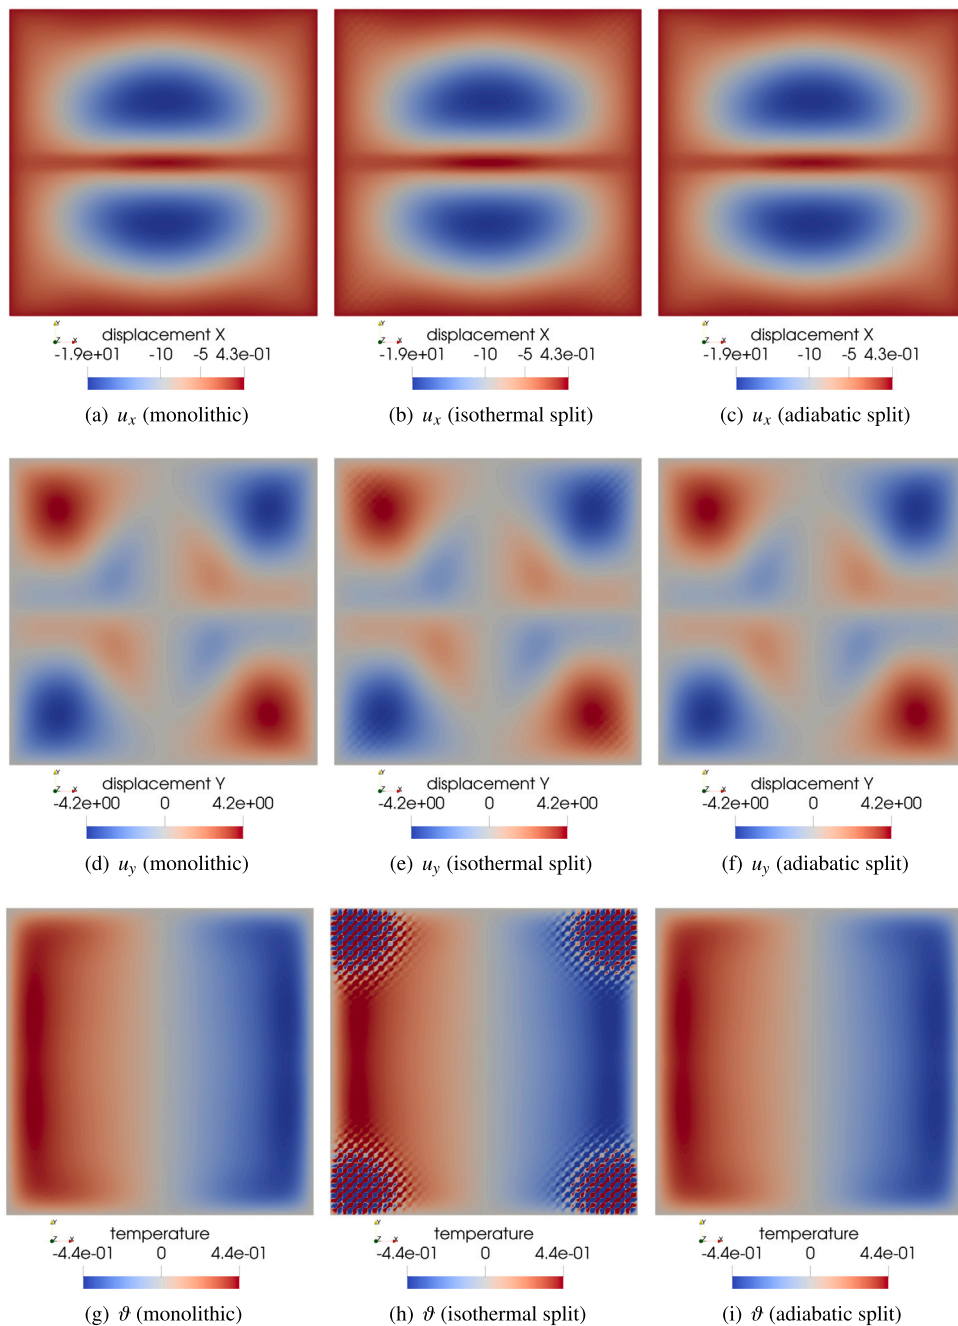 displacement X displacement X displacement X
-1.9e+01 -10 -5 4.3e-01 -1.9e+01 -10 -5 4.3e-01 -1.9e+01 -10 -5 4.3e-01
(a) uₓ (monolithic) (b) uₓ (isothermal split) (c) uₓ (adiabatic split)
displacement Y displacement Y displacement Y
-4.2e+00 0 4.2e+00 -4.2e+00 0 4.2e+00 -4.2e+00 0 4.2e+00
(d) u_y (monolithic) (e) u_y (isothermal split) (f) u_y (adiabatic split)
temperature temperature temperature
-4.4e-01 0 4.4e-01 -4.4e-01 0 4.4e-01 -4.4e-01 0 4.4e-01
(g) ϑ (monolithic) (h) ϑ (isothermal split) (i) ϑ (adiabatic split)